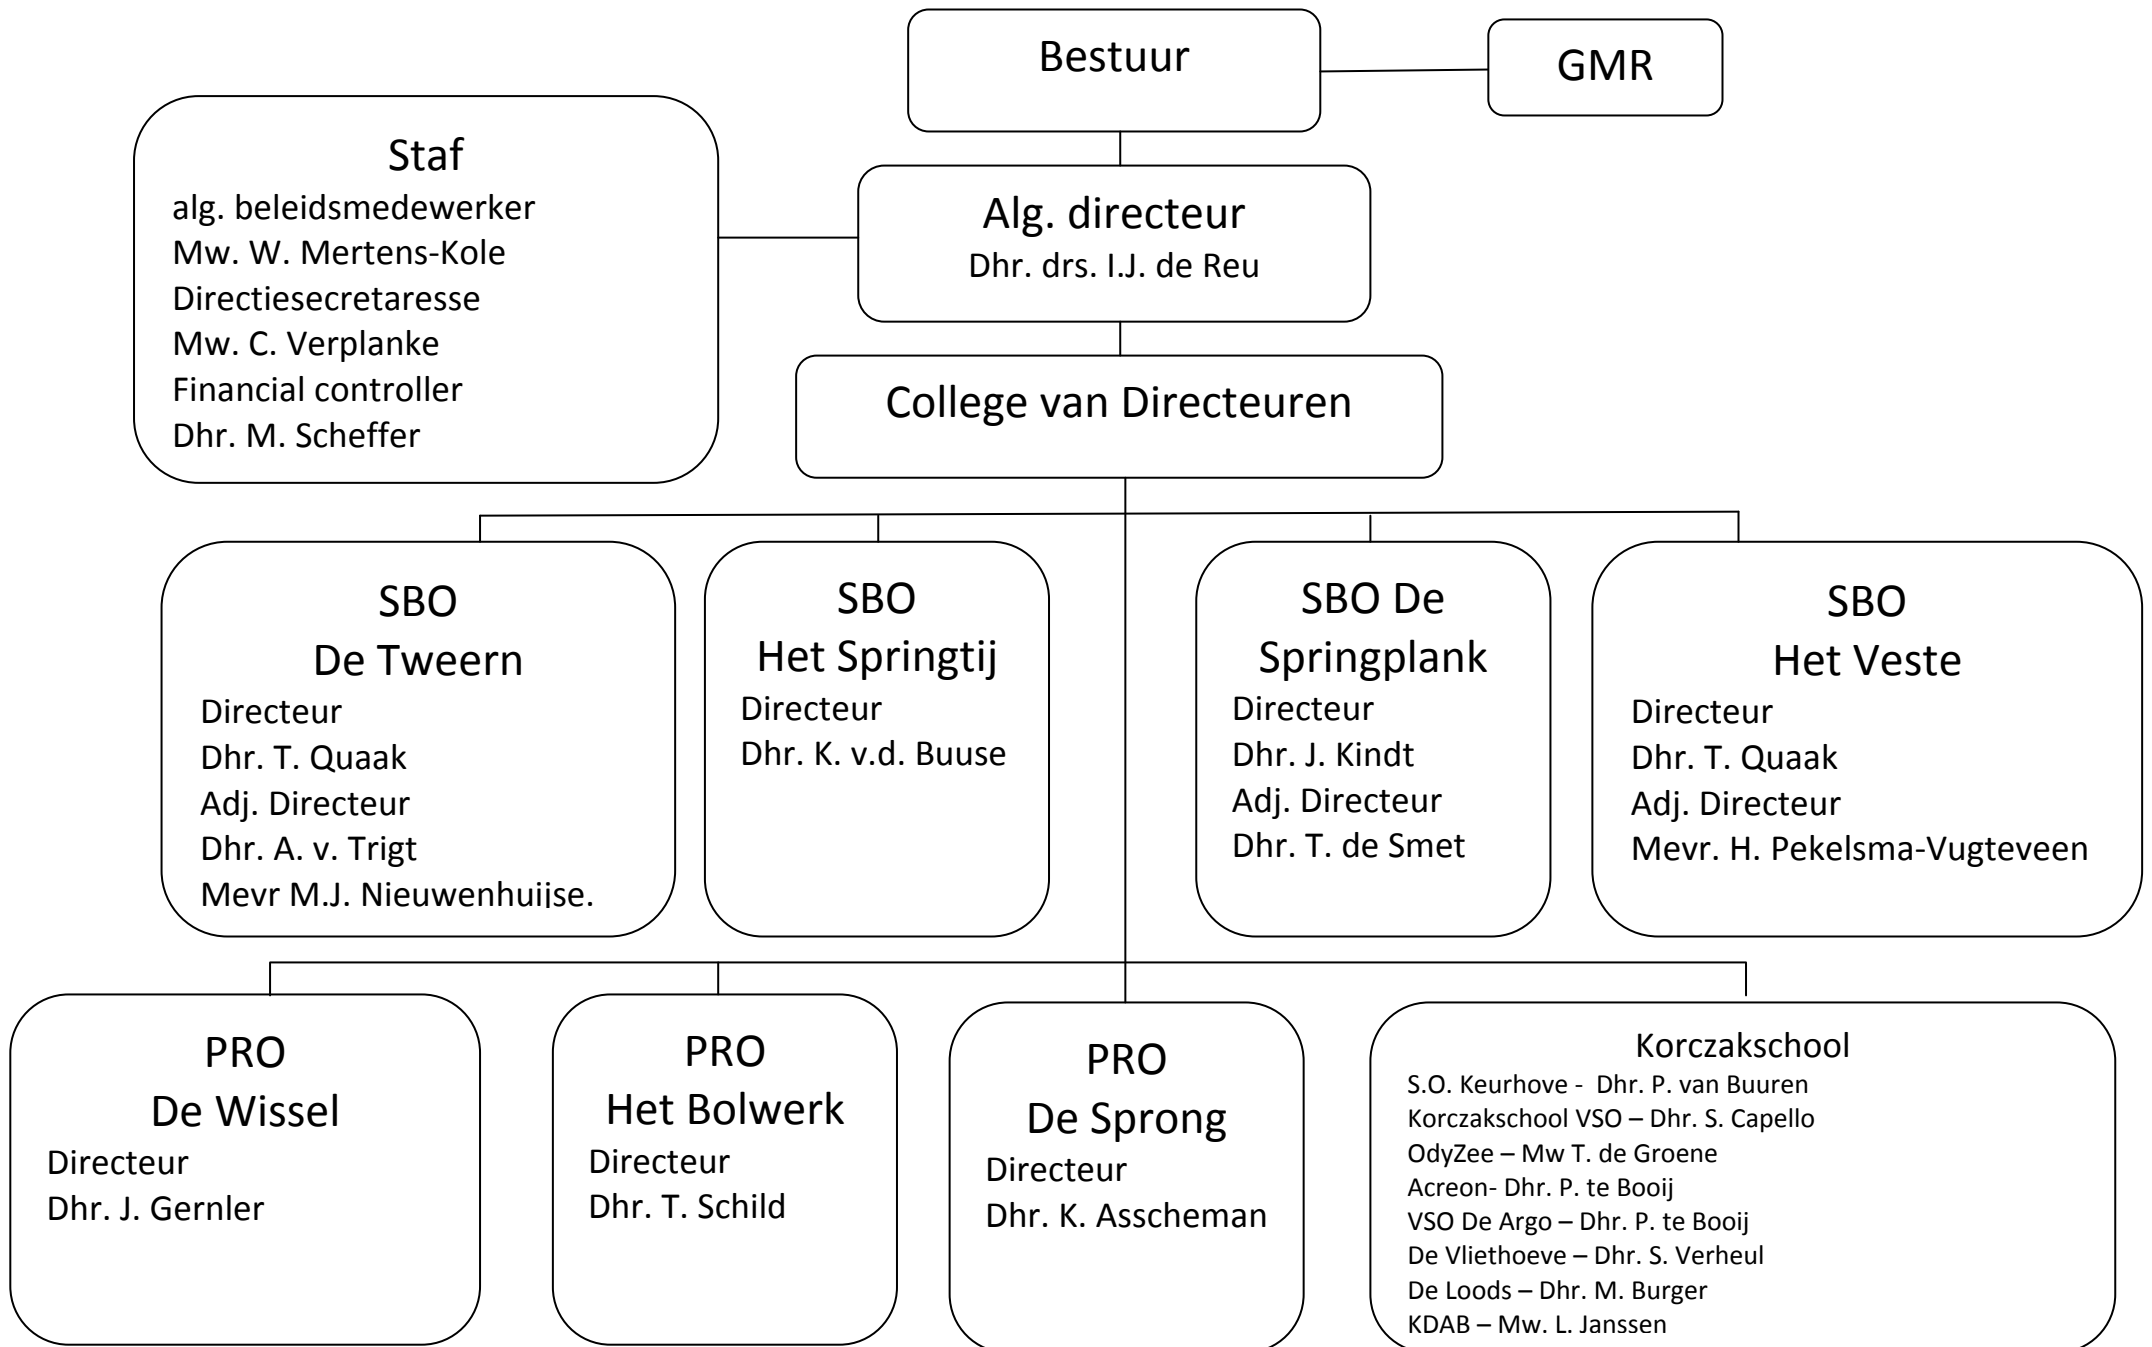 Bestuur
GMR
Staf
alg. beleidsmedewerker
Mw. W. Mertens-Kole
Directiesecretaresse
Mw. C. Verplanke
Financial controller
Dhr. M. Scheffer
Alg. directeur
Dhr. drs. I.J. de Reu
College van Directeuren
SBO
De Tweern
Directeur
Dhr. T. Quaak
Adj. Directeur
Dhr. A. v. Trigt
Mevr M.J. Nieuwenhuijse.
SBO
Het Springtij
Directeur
Dhr. K. v.d. Buuse
SBO De
Springplank
Directeur
Dhr. J. Kindt
Adj. Directeur
Dhr. T. de Smet
SBO
Het Veste
Directeur
Dhr. T. Quaak
Adj. Directeur
Mevr. H. Pekelsma-Vugteveen
PRO
De Wissel
Directeur
Dhr. J. Gernler
PRO
Het Bolwerk
Directeur
Dhr. T. Schild
PRO
De Sprong
Directeur
Dhr. K. Asscheman
Korczakschool
S.O. Keurhove -  Dhr. P. van Buuren
Korczakschool VSO – Dhr. S. Capello
OdyZee – Mw T. de Groene
Acreon- Dhr. P. te Booij
VSO De Argo – Dhr. P. te Booij
De Vliethoeve – Dhr. S. Verheul
De Loods – Dhr. M. Burger
KDAB – Mw. L. Janssen